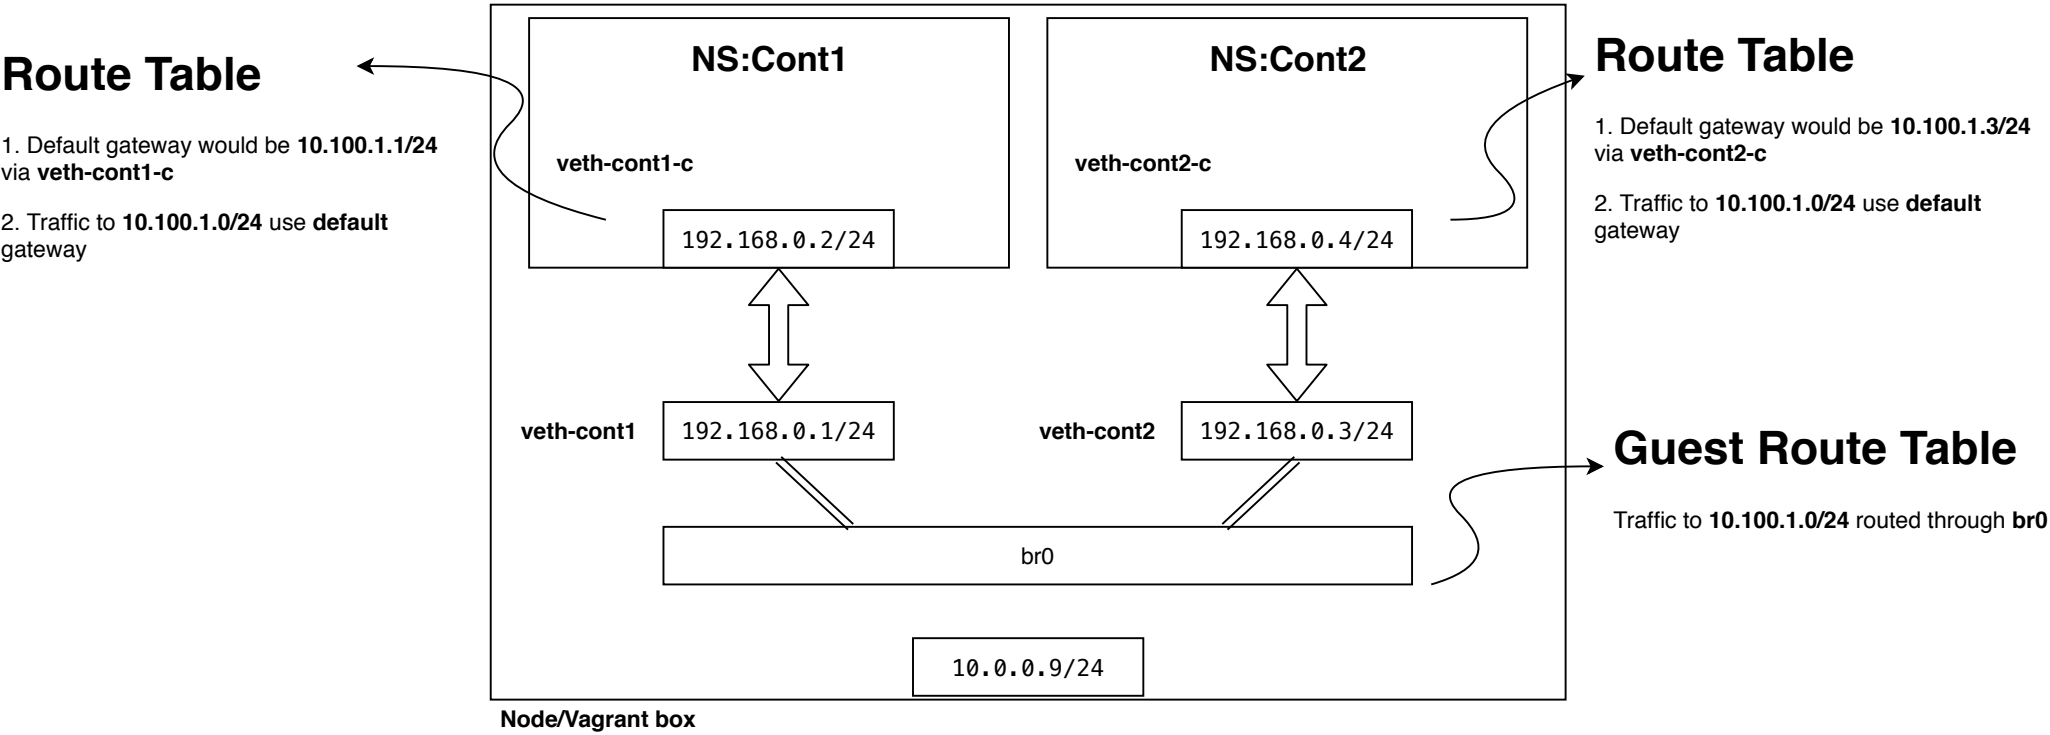 Route Table
1. Default gateway would be 10.100.1.1/24
via veth-cont1-c
2. Traffic to 10.100.1.0/24 use default
gateway
NS:Cont1
veth-cont1-c
192.168.0.2/24
NS:Cont2
veth-cont2-c
192.168.0.4/24
Route Table
1. Default gateway would be 10.100.1.3/24
via veth-cont2-c
2. Traffic to 10.100.1.0/24 use default
gateway
veth-cont1
192.168.0.1/24
veth-cont2
192.168.0.3/24
Guest Route Table
Traffic to 10.100.1.0/24 routed through br0
br0
10.0.0.9/24
Node/Vagrant box